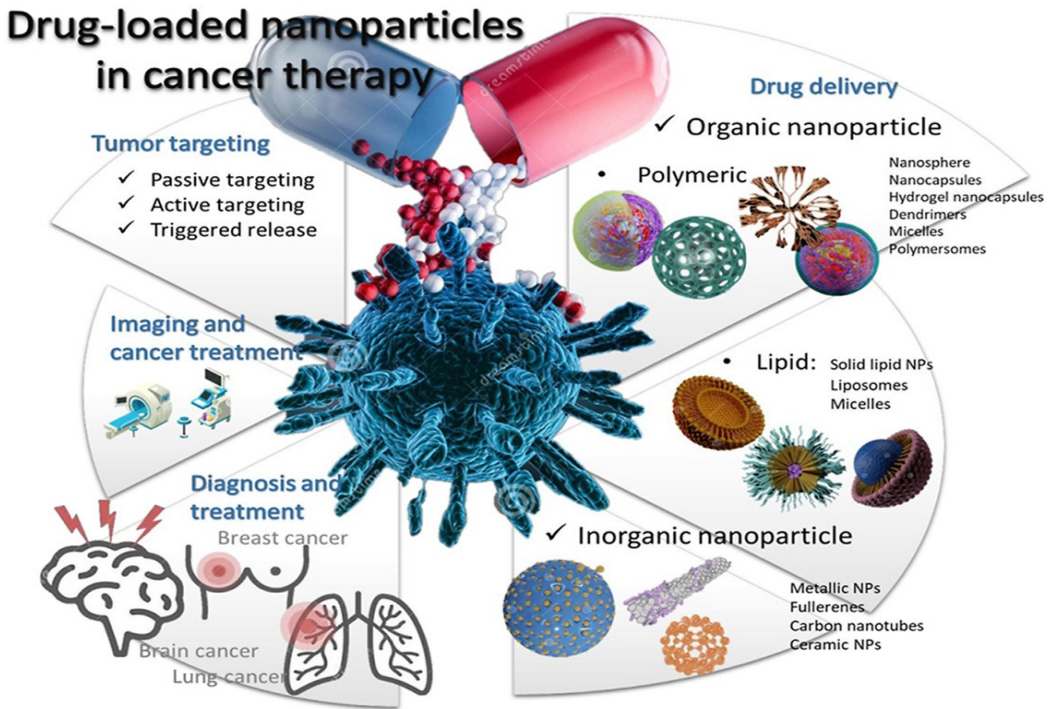 Drug-loaded nanoparticles
in cancer therapy
Tumor targeting
✓ Passive targeting
✓ Active targeting
✓ Triggered release
Imaging and
cancer treatment
Diagnosis and
treatment
Breast cancer
Brain cancer
Lung cancer
Drug delivery
✓ Organic nanoparticle
• Polymeric
Nanosphere
Nanocapsules
Hydrogel nanocapsules
Dendrimers
Micelles
Polymersomes
• Lipid: Solid lipid NPs
Liposomes
Micelles
✓ Inorganic nanoparticle
Metallic NPs
Fullerenes
Carbon nanotubes
Ceramic NPs
dreamstime